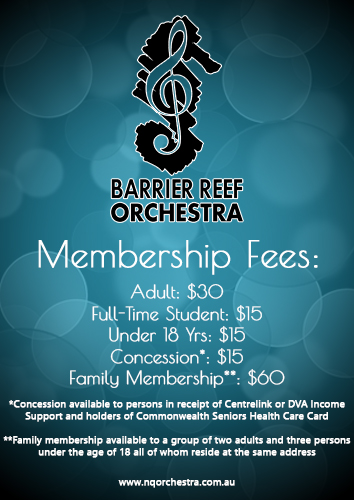 BARRIER REEF
ORCHESTRA
Membership Fees:
Adult: $30
Full-Time Student: $15
Under 18 Yrs: $15
Concession*: $15
Family Membership**: $60
*Concession available to persons in receipt of Centrelink or DVA Income
Support and holders of Commonwealth Seniors Health Care Card
**Family membership available to a group of two adults and three persons
under the age of 18 all of whom reside at the same address
www.nqorchestra.com.au